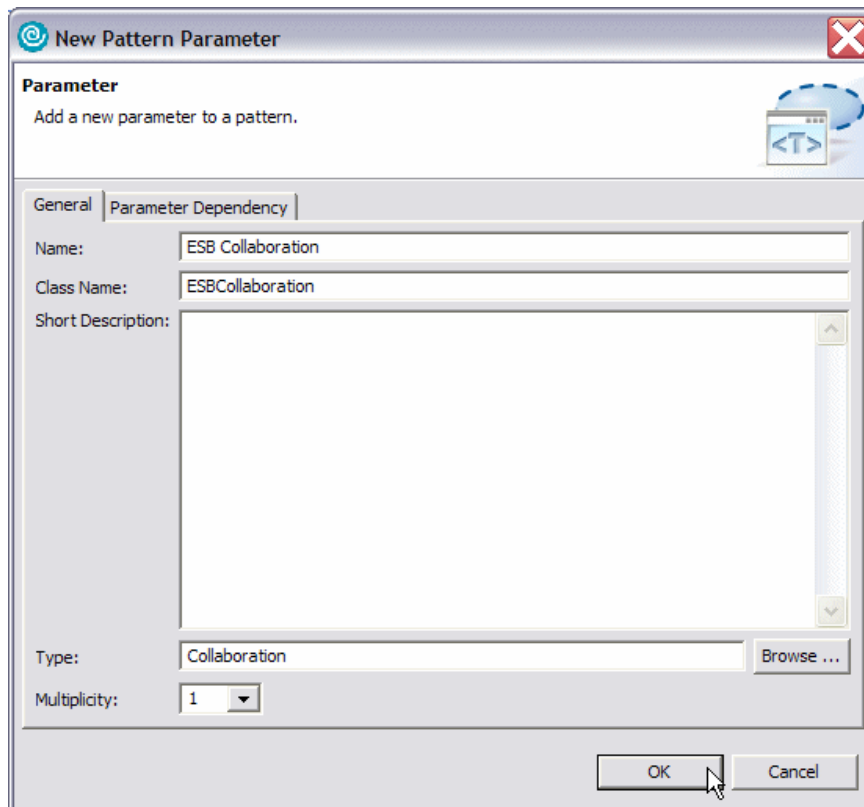 New Pattern Parameter
Parameter
Add a new parameter to a pattern.
<T>
General Parameter Dependency
Name: ESB Collaboration
Class Name: ESBCollaboration
Short Description:
Type: Collaboration Browse ...
Multiplicity: 1
OK Cancel